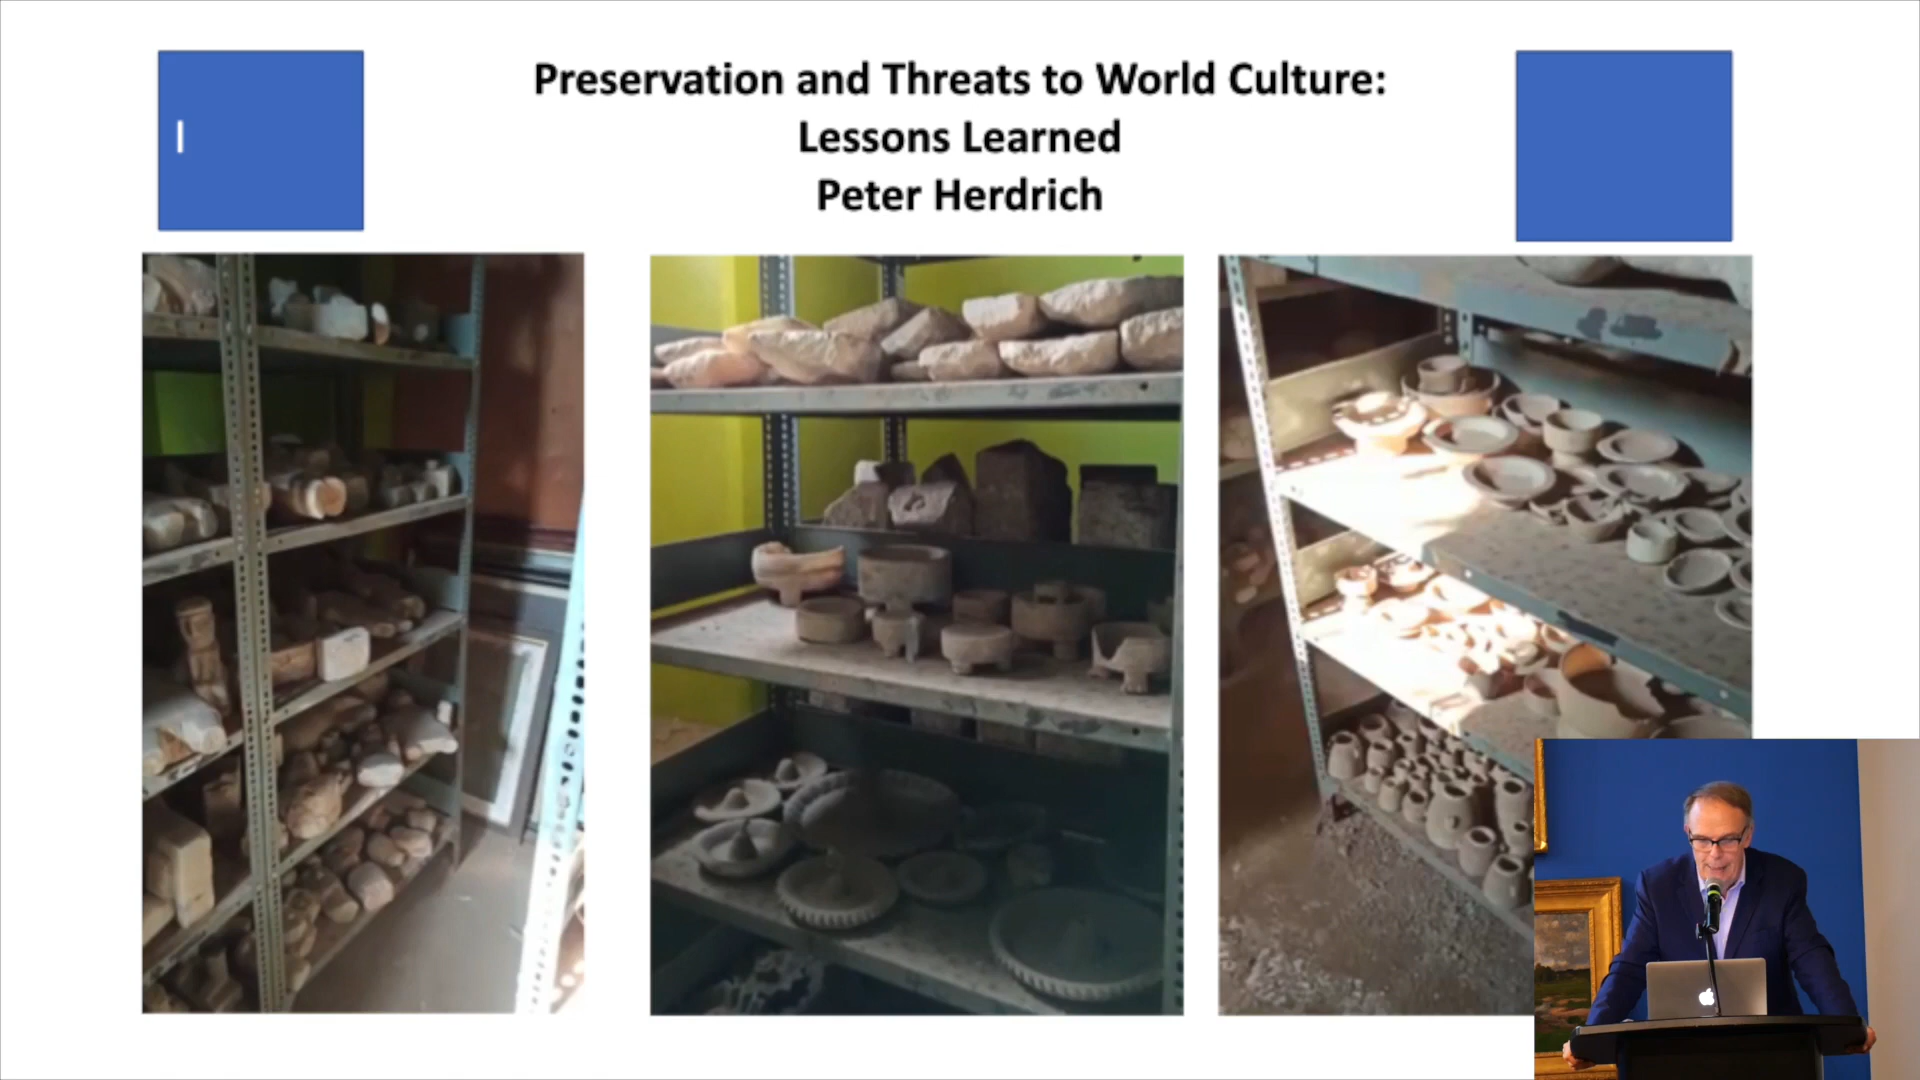 Preservation and Threats to World Culture:
Lessons Learned
Peter Herdrich